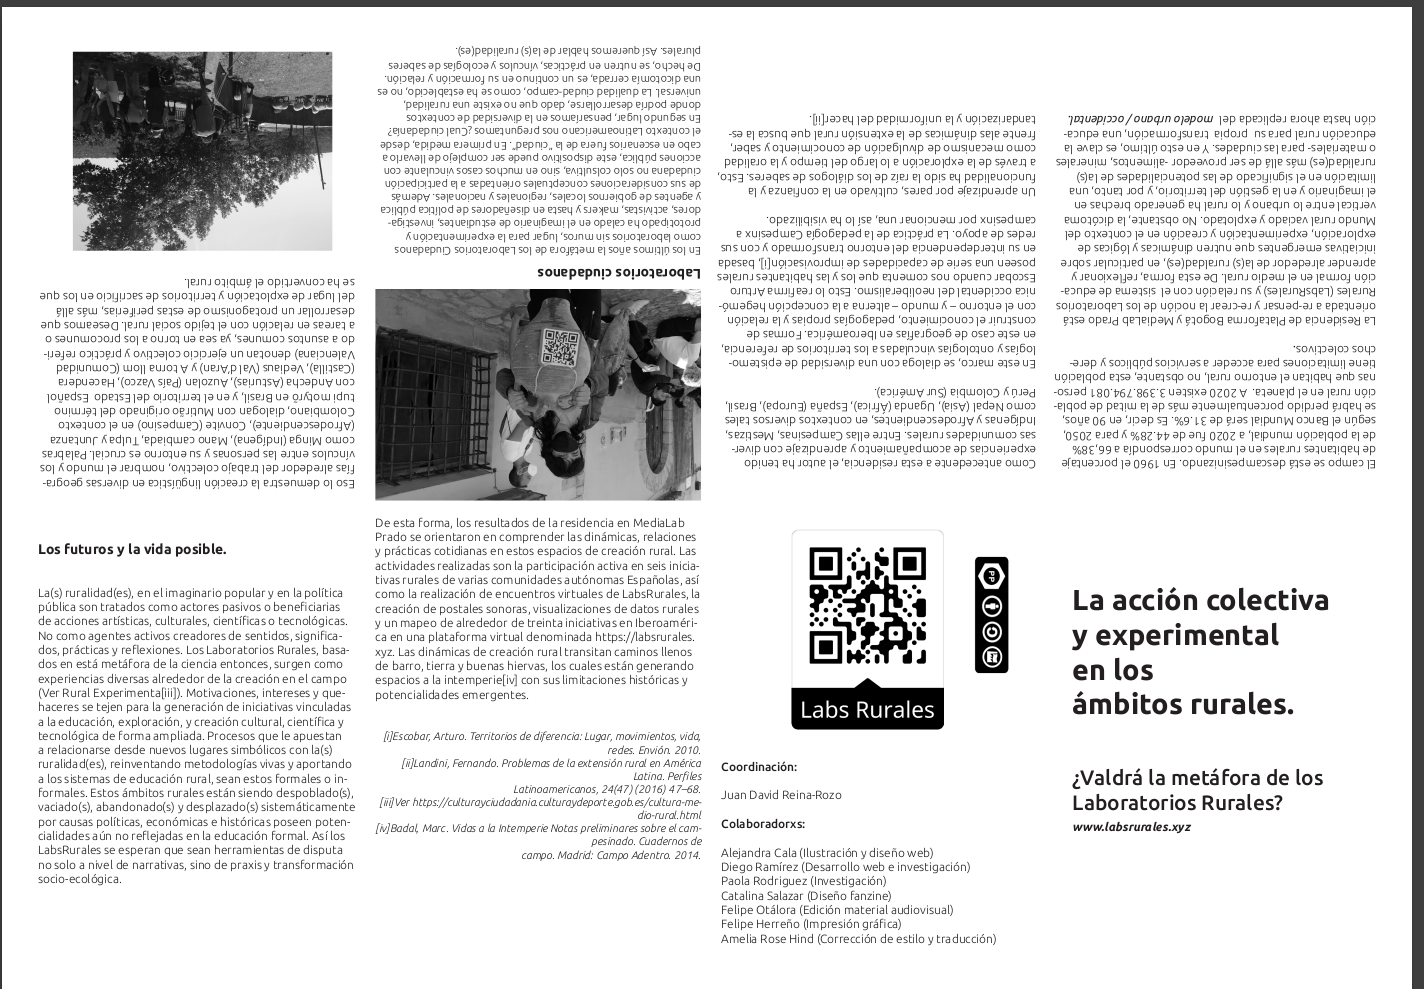 La acción colectiva
y experimental
en los
ámbitos rurales.
¿Valdrá la metáfora de los
Laboratorios Rurales?
www.labsrurales.xyz
El campo se está descampesinizando. En 1960 el porcentaje
de habitantes rurales en el mundo correspondía a 66,38%
de la población mundial, a 2020 fue de 44.28% y para 2050,
según el Banco Mundial será de 31.6%. Es decir, en 90 años,
se habrá perdido porcentualmente más de la mitad de pobla-
ción rural en el planeta. A 2020 existen 3.398.794.081 perso-
nas que habitan el entorno rural, no obstante, esta población
tiene limitaciones para acceder a servicios públicos y dere-
chos colectivos.
La Residencia de Plataforma Bogotá y Medialab Prado está
orientada a re-pensar y re-crear la noción de los Laboratorios
Rurales (LabsRurales) y su relación con el sistema de educa-
ción formal en el medio rural. De esta forma, reflexionar y
aprender alrededor de la(s) ruralidad(es), en particular sobre
iniciativas emergentes que nutren dinámicas y lógicas de
exploración, experimentación y creación en el contexto del
Mundo rural vaciado y explotado. No obstante, la dicótoma
vertical entre lo urbano y lo rural ha generado brechas en
el imaginario y en la gestión del territorio, y por tanto, una
limitación en el significado de las potencialidades de la(s)
ruralidad(es) más allá de ser proveedor -alimentos, minerales
o materiales- para las ciudades. Y en esto último, es clave la
educación rural para su propia transformación, una educa-
ción hasta ahora replicada del modelo urbano / occidental.
Como antecedente a esta residencia, el autor ha tenido
experiencias de acompañamiento y aprendizaje con diver-
sas comunidades rurales. Entre ellas Campesinas, Mestizas,
Indígenas y Afrodescendientes, en contextos diversos tales
como Nepal (Asia), Uganda (África), España (Europa), Brasil,
Perú y Colombia (Sur América).
En este marco, se dialoga con una diversidad de epistemo-
logías y ontologías vinculadas a los territorios de referencia,
en este caso de geografías en Iberoamérica. Formas de
construir el conocimiento, pedagogías propias y la relación
con el entorno – y mundo – alterna a la concepción hegemó-
nica occidental del neoliberalismo. Esto lo reafirma Arturo
Escobar cuando nos comenta que los y las habitantes rurales
poseen una serie de capacidades de improvisación[i], basada
en su interdependencia del entorno transformado y con sus
redes de apoyo. La práctica de la pedagogía Campesinx a
campesinx por mencionar una, así lo ha visibilizado.
Un aprendizaje por pares, cultivado en la confianza y la
funcionalidad ha sido la raíz de los diálogos de saberes. Esto,
a través de la exploración a lo largo del tiempo y la oralidad
como mecanismo de divulgación de conocimiento y saber,
frente alas dinámicas de la extensión rural que busca la es-
tandarización y la uniformidad del hacer[ii].
Laboratorios ciudadanos
En los últimos años la metáfora de los Laboratorios Ciudadanos
como laboratorios sin muros, lugar para la experimentación y
prototipado ha calado en el imaginario de estudiantes, investiga-
dores, activistas, makers y hasta en diseñadores de política pública
y agentes de gobiernos locales, regionales y nacionales. Además
de sus consideraciones conceptuales orientadas a la participación
ciudadana no solo colsultiva, sino en muchos casos vinculante con
acciones pública, este dispositivo puede ser complejo de llevarlo a
cabo en escenarios fuera de la "ciudad". En primera medida, desde
el contexto Latinoamericano nos preguntamos ¿Cual ciudadanía?
En segundo lugar, pensaríamos en la diversidad de contextos
donde podría desarrollarse, dado que no existe una ruralidad,
universal. La dualidad ciudad-campo, como se ha establecido, no es
una dicotomía cerrada, es un continuo en su formación y relación.
De hecho, se nutren en prácticas, vínculos y ecologías de saberes
plurales. Así queremos hablar de la(s) ruralidad(es).
Eso lo demuestra la creación lingüística en diversas geogra-
fías alrededor del trabajo colectivo, nombrar el mundo y los
vínculos entre las personas y su entorno es crucial. Palabras
como Minga (Indígena), Mano cambiada, Tulpa y Juntanza
(Afrodescendiente), Convite (Campesino) en el contexto
Colombiano, dialogan con Mutirão originado del término
tupi motyrõ en Brasil, y en el territorio del Estado Español
con Andecha (Asturias), Auzolan (País Vazco), Hacendera
(Castilla), Vediaus (Val d'Aran) y A toma llom (Comunidad
Valenciana) denotan un ejercicio colectivo y práctico referi-
do a asuntos comunes, ya sea en torno a los procomunes o
a tareas en relación con el tejido social rural. Deseamos que
desarrollar un protagonismo de estas periferias, más allá
del lugar de explotación y territorios de sacrificio en los que
se ha convertido el ámbito rural.
Los futuros y la vida posible.
La(s) ruralidad(es), en el imaginario popular y en la política
pública son tratados como actores pasivos o beneficiarias
de acciones artísticas, culturales, científicas o tecnológicas.
No como agentes activos creadores de sentidos, significa-
dos, prácticas y reflexiones. Los Laboratorios Rurales, basa-
dos en está metáfora de la ciencia entonces, surgen como
experiencias diversas alrededor de la creación en el campo
(Ver Rural Experimenta[iii]). Motivaciones, intereses y que-
haceres se tejen para la generación de iniciativas vinculadas
a la educación, exploración, y creación cultural, científica y
tecnológica de forma ampliada. Procesos que le apuestan
a relacionarse desde nuevos lugares simbólicos con la(s)
ruralidad(es), reinventando metodologías vivas y aportando
a los sistemas de educación rural, sean estos formales o in-
formales. Estos ámbitos rurales están siendo despoblado(s),
vaciado(s), abandonado(s) y desplazado(s) sistemáticamente
por causas políticas, económicas e históricas poseen poten-
cialidades aún no reflejadas en la educación formal. Así los
LabsRurales se esperan que sean herramientas de disputa
no solo a nivel de narrativas, sino de praxis y transformación
socio-ecológica.
De esta forma, los resultados de la residencia en MediaLab
Prado se orientaron en comprender las dinámicas, relaciones
y prácticas cotidianas en estos espacios de creación rural. Las
actividades realizadas son la participación activa en seis inicia-
tivas rurales de varias comunidades autónomas Españolas, así
como la realización de encuentros virtuales de LabsRurales, la
creación de postales sonoras, visualizaciones de datos rurales
y un mapeo de alrededor de treinta iniciativas en Iberoaméri-
ca en una plataforma virtual denominada https://labsrurales.
xyz. Las dinámicas de creación rural transitan caminos llenos
de barro, tierra y buenas hiervas, los cuales están generando
espacios a la intemperie[iv] con sus limitaciones históricas y
potencialidades emergentes.
[i]Escobar, Arturo. Territorios de diferencia: Lugar, movimientos, vida,
redes. Envión. 2010.
[ii]Landini, Fernando. Problemas de la extensión rural en América
Latina. Perfiles
Latinoamericanos, 24(47) (2016) 47–68.
[iii]Ver https://culturayciudadania.culturaydeporte.gob.es/cultura-me-
dio-rural.html
[iv]Badal, Marc. Vidas a la Intemperie Notas preliminares sobre el cam-
pesinado. Cuadernos de
campo. Madrid: Campo Adentro. 2014.
Labs Rurales
Coordinación:
Juan David Reina-Rozo
Colaboradorxs:
Alejandra Cala (Ilustración y diseño web)
Diego Ramírez (Desarrollo web e investigación)
Paola Rodriguez (Investigación)
Catalina Salazar (Diseño fanzine)
Felipe Otálora (Edición material audiovisual)
Felipe Herreño (Impresión gráfica)
Amelia Rose Hind (Corrección de estilo y traducción)